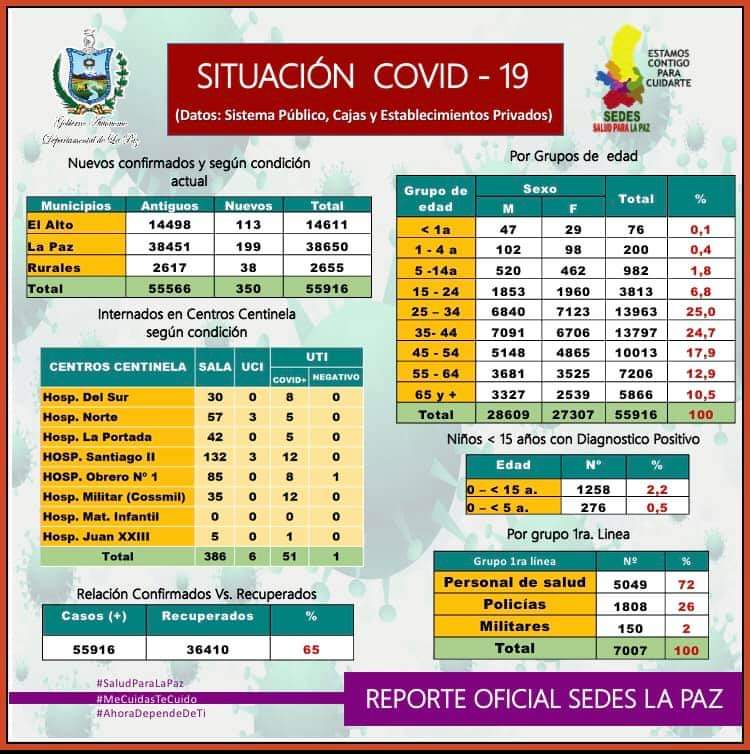 Gobierno Autónomo
Departamental de La Paz
SITUACIÓN COVID - 19
(Datos: Sistema Público, Cajas y Establecimientos Privados)
ESTAMOS
CONTIGO
PARA
CUIDARTE
SEDES
SALUD PARA LA PAZ
Nuevos confirmados y según condición
actual
Municipios Antiguos Nuevos Total
El Alto 14498 113 14611
La Paz 38451 199 38650
Rurales 2617 38 2655
Total 55566 350 55916
Internados en Centros Centinela
según condición
CENTROS CENTINELA SALA UCI UTI
COVID+ NEGATIVO
Hosp. Del Sur 30 0 8 0
Hosp. Norte 57 3 5 0
Hosp. La Portada 42 0 5 0
HOSP. Santiago II 132 3 12 0
HOSP. Obrero Nº 1 85 0 8 1
Hosp. Militar (Cossmil) 35 0 12 0
Hosp. Mat. Infantil 0 0 0 0
Hosp. Juan XXIII 5 0 1 0
Total 386 6 51 1
Relación Confirmados Vs. Recuperados
Casos (+) Recuperados %
55916 36410 65
Por Grupos de edad
Grupo de edad Sexo Total %
M F
< 1a 47 29 76 0,1
1 - 4 a 102 98 200 0,4
5 -14a 520 462 982 1,8
15 - 24 1853 1960 3813 6,8
25 – 34 6840 7123 13963 25,0
35- 44 7091 6706 13797 24,7
45 - 54 5148 4865 10013 17,9
55 - 64 3681 3525 7206 12,9
65 y + 3327 2539 5866 10,5
Total 28609 27307 55916 100
Niños < 15 años con Diagnostico Positivo
Edad Nº %
0 – < 15 a. 1258 2,2
0 – < 5 a. 276 0,5
Por grupo 1ra. Linea
Grupo 1ra línea Nº %
Personal de salud 5049 72
Policías 1808 26
Militares 150 2
Total 7007 100
#SaludParaLaPaz
#MeCuidasTeCuido
#AhoraDependeDeTi
REPORTE OFICIAL SEDES LA PAZ